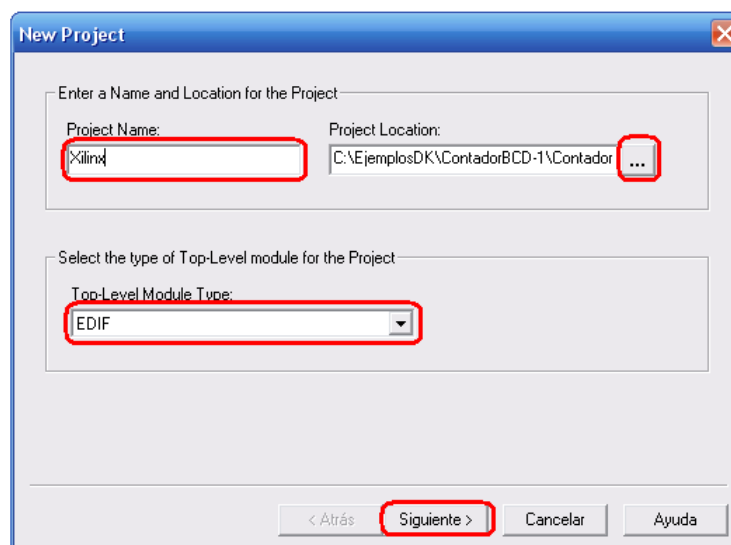 New Project
Enter a Name and Location for the Project
Project Name:
Project Location:
Xilinx
C:\EjemplosDK\ContadorBCD-1\Contador
...
Select the type of Top-Level module for the Project
Top-Level Module Type:
EDIF
< Atrás
Siguiente >
Cancelar
Ayuda